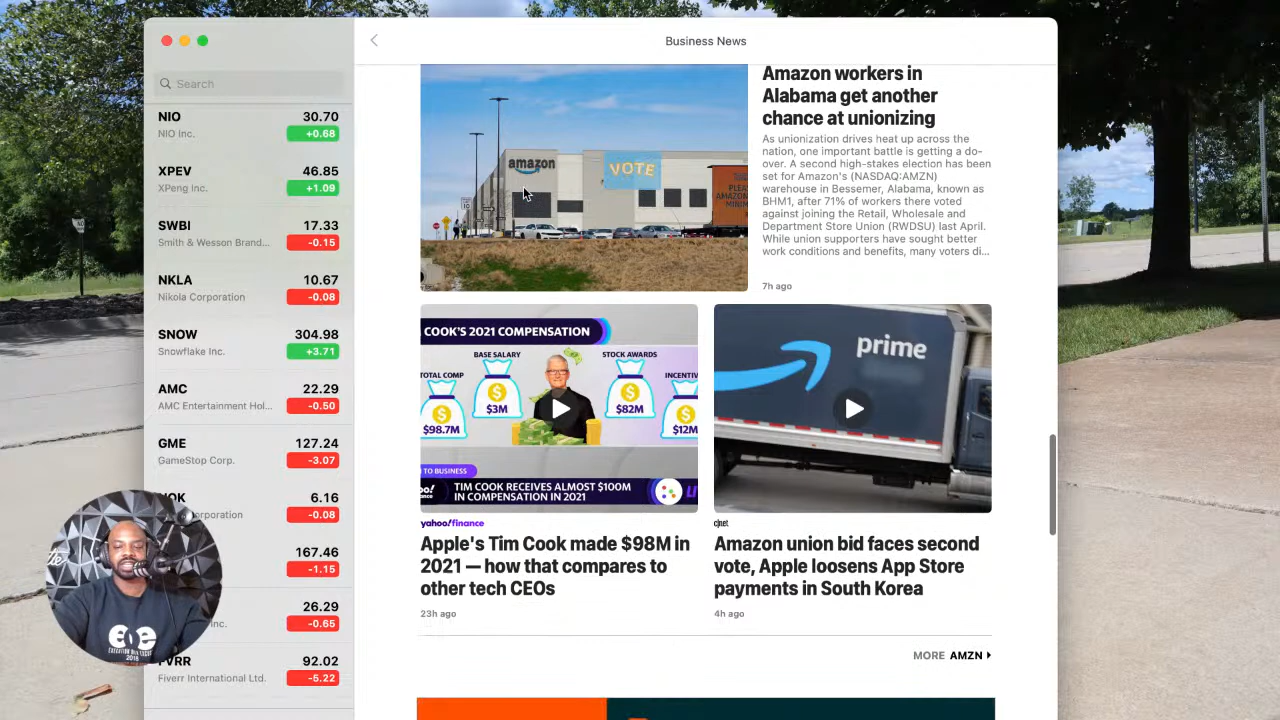 Business News
Search
NIO 30.70
NIO Inc. +0.68
XPEV 46.85
XPeng Inc. +1.09
SWBI 17.33
Smith & Wesson Brand... -0.15
NKLA 10.67
Nikola Corporation -0.08
SNOW 304.98
Snowflake Inc. +3.71
AMC 22.29
AMC Entertainment Hol... -0.50
GME 127.24
GameStop Corp. -3.07
6.16
-0.08
167.46
-1.15
26.29
-0.65
92.02
Fiverr International Ltd. -5.22
amazon
VOTE
Amazon workers in
Alabama get another
chance at unionizing
As unionization drives heat up across the
nation, one important battle is getting a do-
over. A second high-stakes election has been
set for Amazon's (NASDAQ:AMZN)
warehouse in Bessemer, Alabama, known as
BHM1, after 71% of workers there voted
against joining the Retail, Wholesale and
Department Store Union (RWDSU) last April.
While union supporters have sought better
work conditions and benefits, many voters di...
7h ago
COOK'S 2021 COMPENSATION
BASE SALARY
STOCK AWARDS
TOTAL COMP
$3M
$82M
$98.7M
$12M
TO BUSINESS
TIM COOK RECEIVES ALMOST $100M
IN COMPENSATION IN 2021
yahoo!finance
Apple's Tim Cook made $98M in
2021 — how that compares to
other tech CEOs
23h ago
prime
c|net
Amazon union bid faces second
vote, Apple loosens App Store
payments in South Korea
4h ago
MORE AMZN